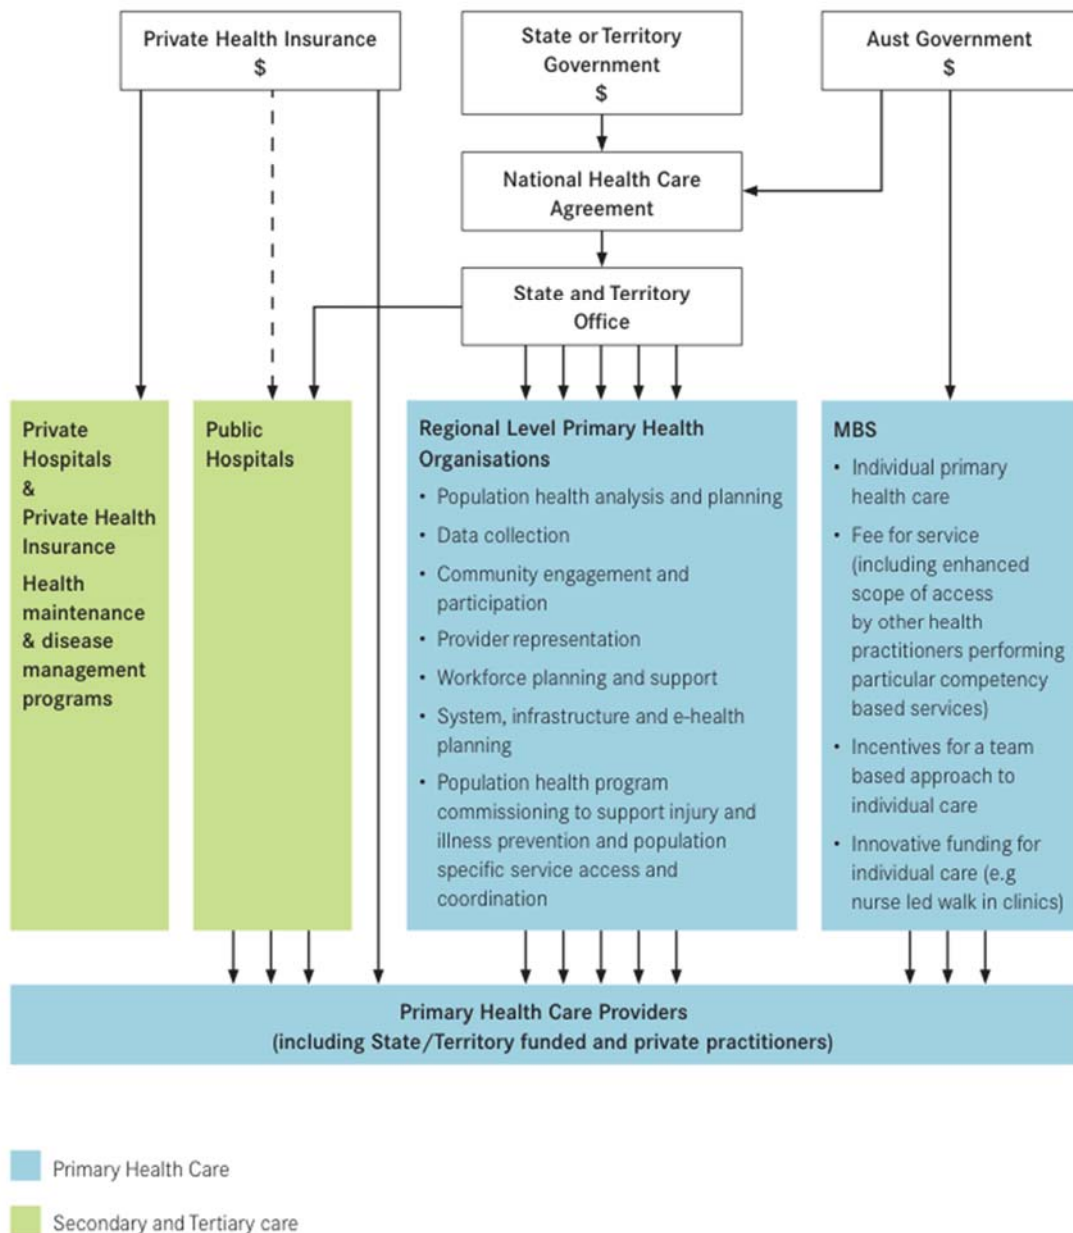 Private Health Insurance
$
State or Territory
Government
$
Aust Government
$
National Health Care
Agreement
State and Territory
Office
Private
Hospitals
&
Private Health
Insurance
Health
maintenance
& disease
management
programs
Public
Hospitals
Regional Level Primary Health
Organisations
• Population health analysis and planning
• Data collection
• Community engagement and
participation
• Provider representation
• Workforce planning and support
• System, infrastructure and e-health
planning
• Population health program
commissioning to support injury and
illness prevention and population
specific service access and
coordination
MBS
• Individual primary
health care
• Fee for service
(including enhanced
scope of access
by other health
practitioners performing
particular competency
based services)
• Incentives for a team
based approach to
individual care
• Innovative funding for
individual care (e.g
nurse led walk in clinics)
Primary Health Care Providers
(including State/Territory funded and private practitioners)
Primary Health Care
Secondary and Tertiary care